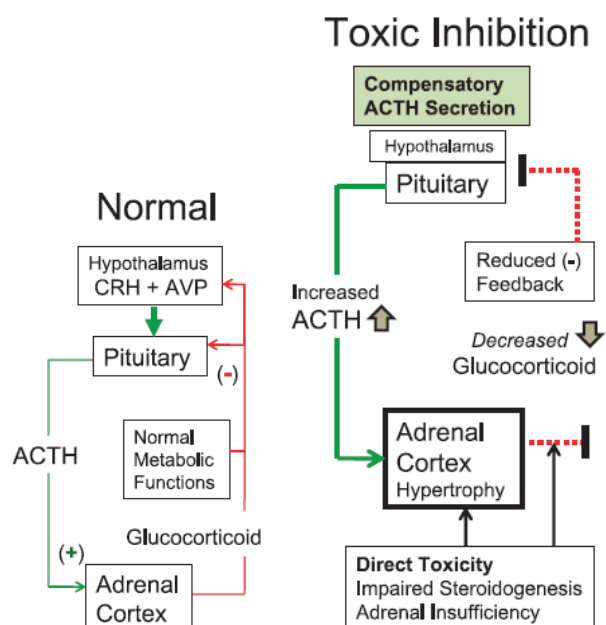 Normal
Hypothalamus
CRH + AVP
Pituitary
(-)
ACTH
Normal
Metabolic
Functions
Glucocorticoid
(+)
Adrenal
Cortex
Toxic Inhibition
Compensatory
ACTH Secretion
Hypothalamus
Pituitary
Reduced (-)
Feedback
Increased
ACTH
Decreased
Glucocorticoid
Adrenal
Cortex
Hypertrophy
Direct Toxicity
Impaired Steroidogenesis
Adrenal Insufficiency